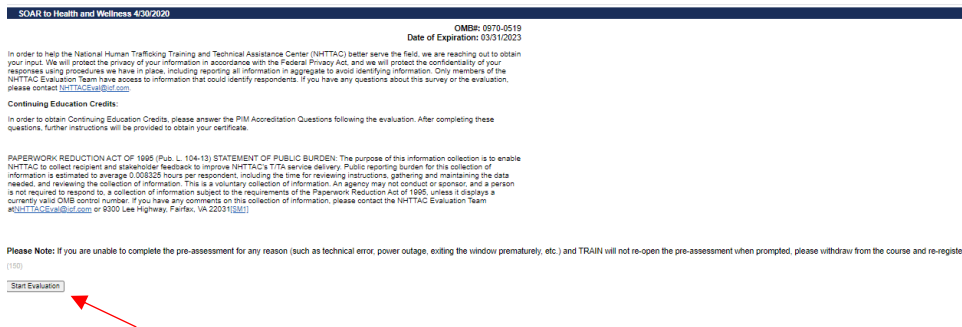 SOAR to Health and Wellness 4/30/2020
OMB#: 0970-0519
Date of Expiration: 03/31/2023
In order to help the National Human Trafficking Training and Technical Assistance Center (NHTTAC) better serve the field, we are reaching out to obtain
your input. We will protect the privacy of your information in accordance with the Federal Privacy Act, and we will protect the confidentiality of your
responses using procedures we have in place, including reporting all information in aggregate to avoid identifying information. Only members of the
NHTTAC Evaluation Team have access to information that could identify respondents. If you have any questions about this survey or the evaluation,
please contact NHTTACEval@icf.com.
Continuing Education Credits:
In order to obtain Continuing Education Credits, please answer the PIM Accreditation Questions following the evaluation. After completing these
questions, further instructions will be provided to obtain your certificate.
PAPERWORK REDUCTION ACT OF 1995 (Pub. L. 104-13) STATEMENT OF PUBLIC BURDEN: The purpose of this information collection is to enable
NHTTAC to collect recipient and stakeholder feedback to improve NHTTAC's T/TA service delivery. Public reporting burden for this collection of
information is estimated to average 0.008325 hours per respondent, including the time for reviewing instructions, gathering and maintaining the data
needed, and reviewing the collection of information. This is a voluntary collection of information. An agency may not conduct or sponsor, and a person
is not required to respond to, a collection of information subject to the requirements of the Paperwork Reduction Act of 1995, unless it displays a
currently valid OMB control number. If you have any comments on this collection of information, please contact the NHTTAC Evaluation Team
atNHTTACEval@icf.com or 9300 Lee Highway, Fairfax, VA 22031[SM1]
Please Note: If you are unable to complete the pre-assessment for any reason (such as technical error, power outage, exiting the window prematurely, etc.) and TRAIN will not re-open the pre-assessment when prompted, please withdraw from the course and re-registe
(150)
Start Evaluation